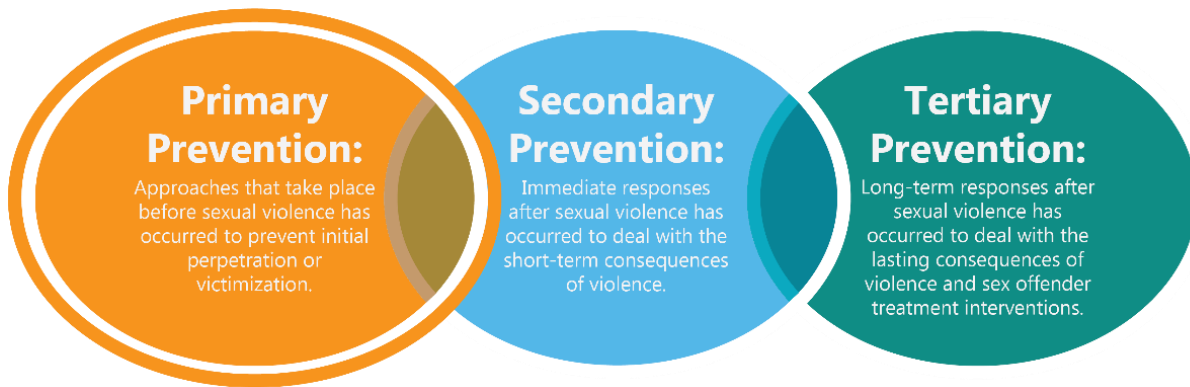 Primary
Prevention:
Approaches that take place
before sexual violence has
occurred to prevent initial
perpetration or
victimization.
Secondary
Prevention:
Immediate responses
after sexual violence has
occurred to deal with the
short-term consequences
of violence.
Tertiary
Prevention:
Long-term responses after
sexual violence has
occurred to deal with the
lasting consequences of
violence and sex offender
treatment interventions.